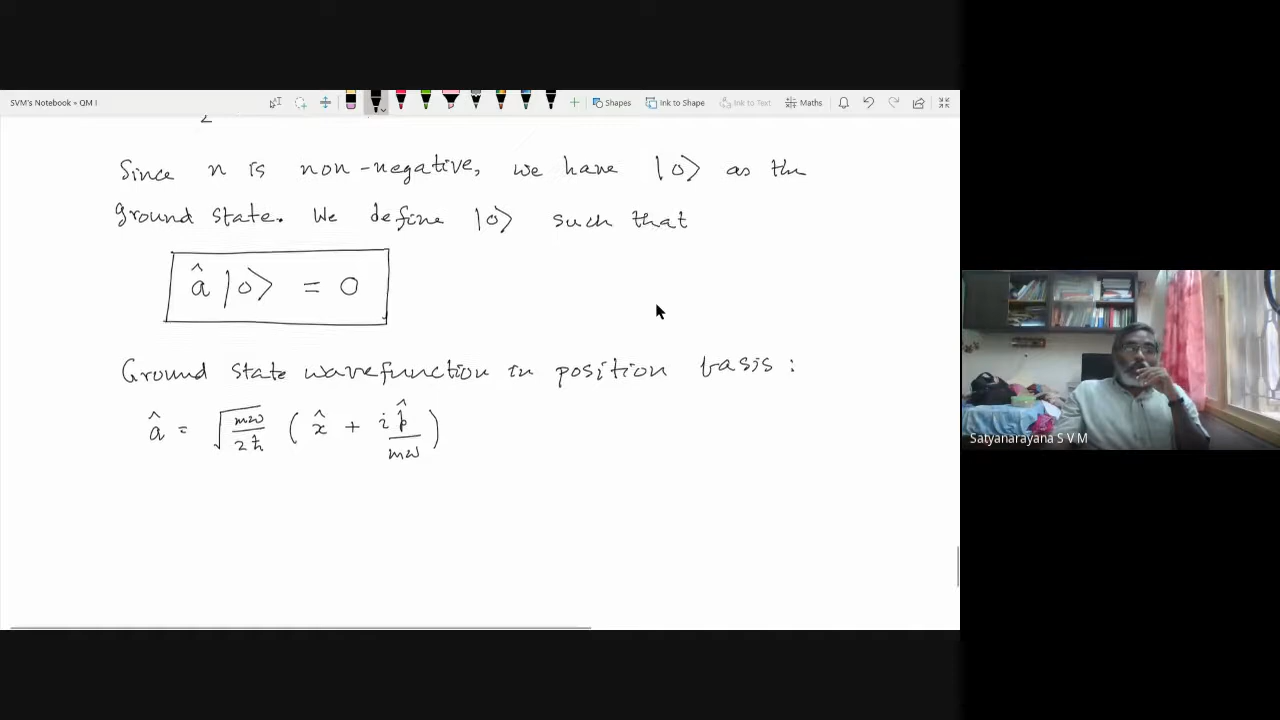 SVM's Notebook » QM I
Shapes
Ink to Shape
Ink to Text
Maths
2
Since n is non-negative, we have |0⟩ as the
ground state. We define |0⟩ such that
â |0⟩ = 0
Ground state wavefunction in position basis :
â = √(mω/2ħ) ( x̂ + i p̂/mω )
Satyanarayana S V M